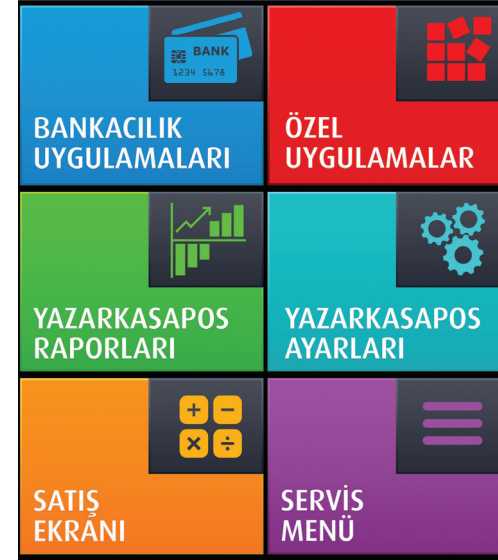 BANK
1234 5678
BANKACILIK
UYGULAMALARI
ÖZEL
UYGULAMALAR
YAZARKASAPOS
RAPORLARI
YAZARKASAPOS
AYARLARI
SATIŞ
EKRANI
SERVİS
MENÜ